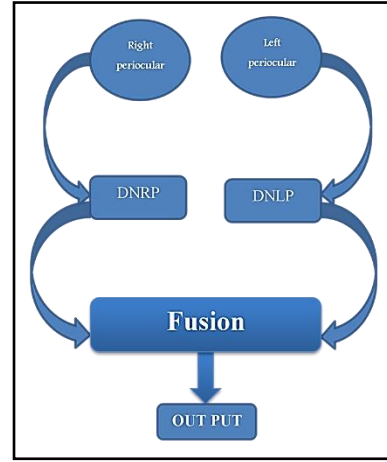 Right
periocular
Left
periocular
DNRP
DNLP
Fusion
OUT PUT